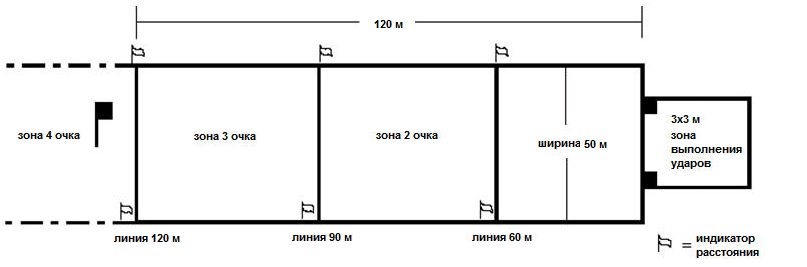 120 м
зона 4 очка
зона 3 очка
зона 2 очка
ширина 50 м
3х3 м
зона
выполнения
ударов
линия 120 м
линия 90 м
линия 60 м
= индикатор
расстояния